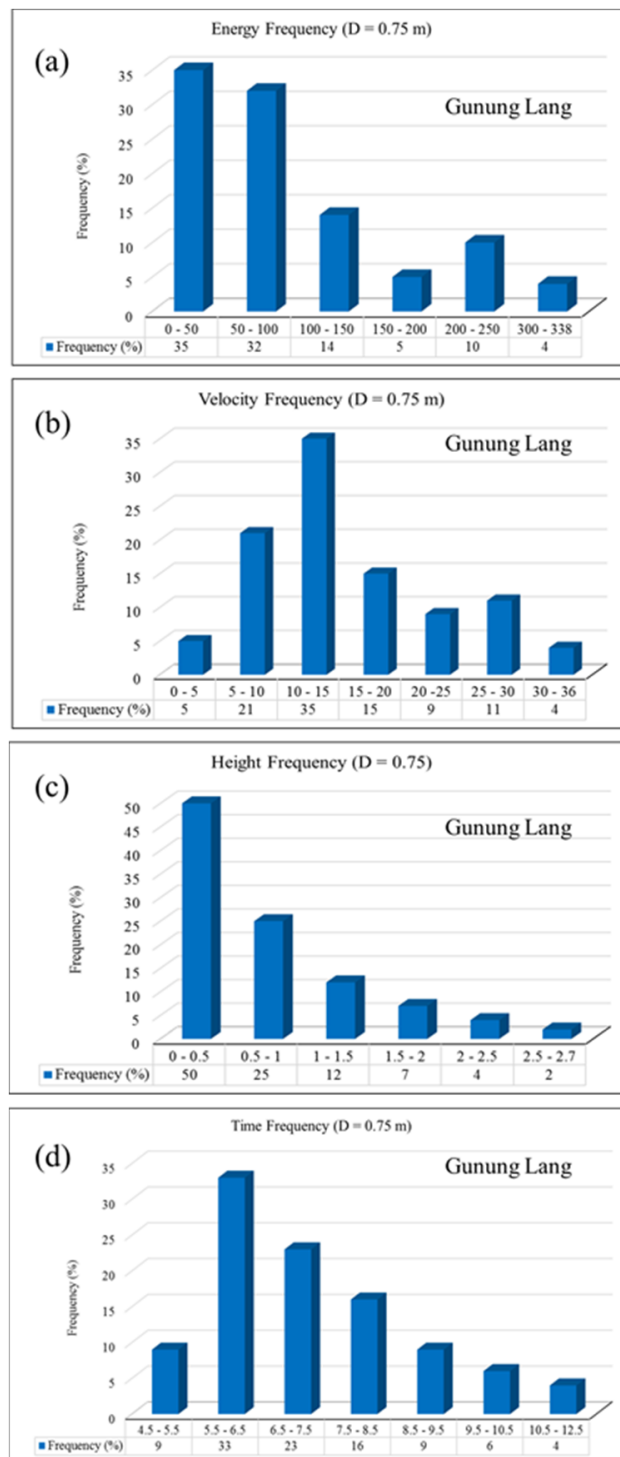 Energy Frequency (D = 0.75 m)
(a)
Gunung Lang
Frequency (%)
35
30
25
20
15
10
5
0
0 - 50 50 - 100 100 - 150 150 - 200 200 - 250 300 - 338
Frequency (%) 35 32 14 5 10 4
Velocity Frequency (D = 0.75 m)
(b)
Gunung Lang
Frequency (%)
35
30
25
20
15
10
5
0
0 - 5 5 - 10 10 - 15 15 - 20 20 -25 25 - 30 30 - 36
Frequency (%) 5 21 35 15 9 11 4
Height Frequency (D = 0.75)
(c)
Gunung Lang
Frequency (%)
50
45
40
35
30
25
20
15
10
5
0
0 - 0.5 0.5 - 1 1 - 1.5 1.5 - 2 2 - 2.5 2.5 - 2.7
Frequency (%) 50 25 12 7 4 2
Time Frequency (D = 0.75 m)
(d)
Gunung Lang
Frequency (%)
35
30
25
20
15
10
5
0
4.5 - 5.5 5.5 - 6.5 6.5 - 7.5 7.5 - 8.5 8.5 - 9.5 9.5 - 10.5 10.5 - 12.5
Frequency (%) 9 33 23 16 9 6 4